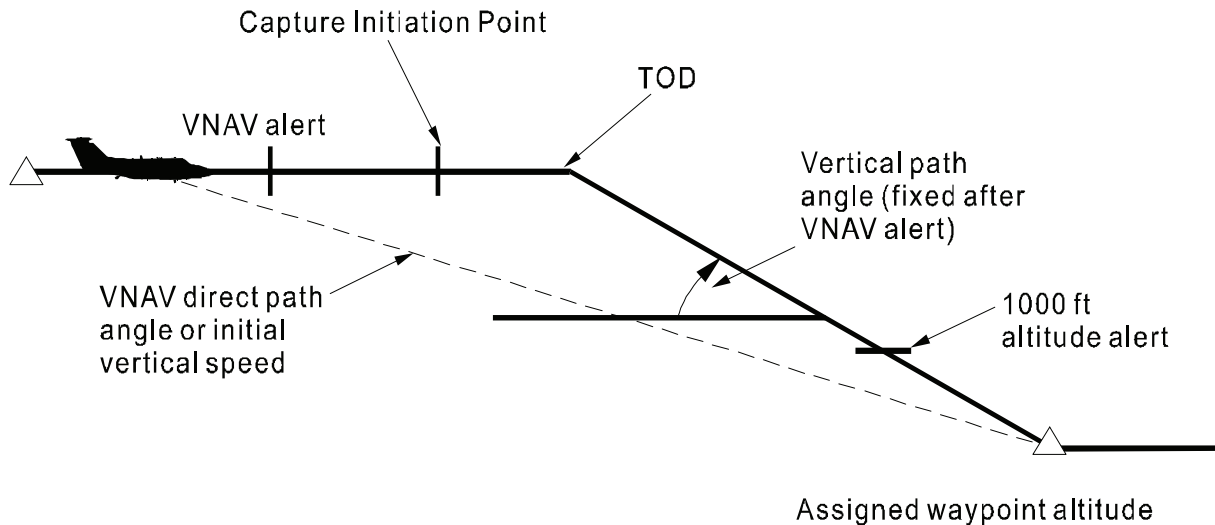 Capture Initiation Point
TOD
VNAV alert
Vertical path
angle (fixed after
VNAV alert)
VNAV direct path
angle or initial
vertical speed
1000 ft
altitude alert
Assigned waypoint altitude